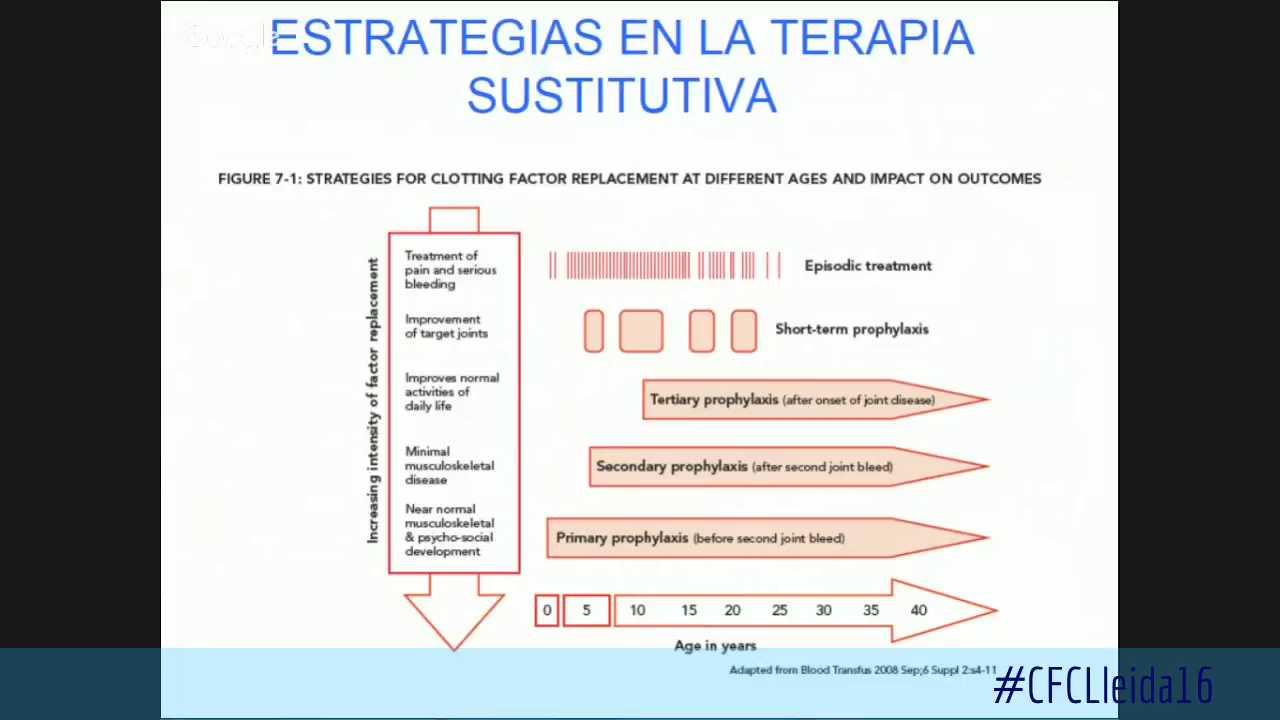 Google
ESTRATEGIAS EN LA TERAPIA
SUSTITUTIVA
FIGURE 7-1: STRATEGIES FOR CLOTTING FACTOR REPLACEMENT AT DIFFERENT AGES AND IMPACT ON OUTCOMES
Increasing intensity of factor replacement
Treatment of
pain and serious
bleeding
Improvement
of target joints
Improves normal
activities of
daily life
Minimal
musculoskeletal
disease
Near normal
musculoskeletal
& psycho-social
development
Episodic treatment
Short-term prophylaxis
Tertiary prophylaxis (after onset of joint disease)
Secondary prophylaxis (after second joint bleed)
Primary prophylaxis (before second joint bleed)
0 5 10 15 20 25 30 35 40
Age in years
Adapted from Blood Transfus 2008 Sep;6 Suppl 2:s4-11
#CFCLleida16